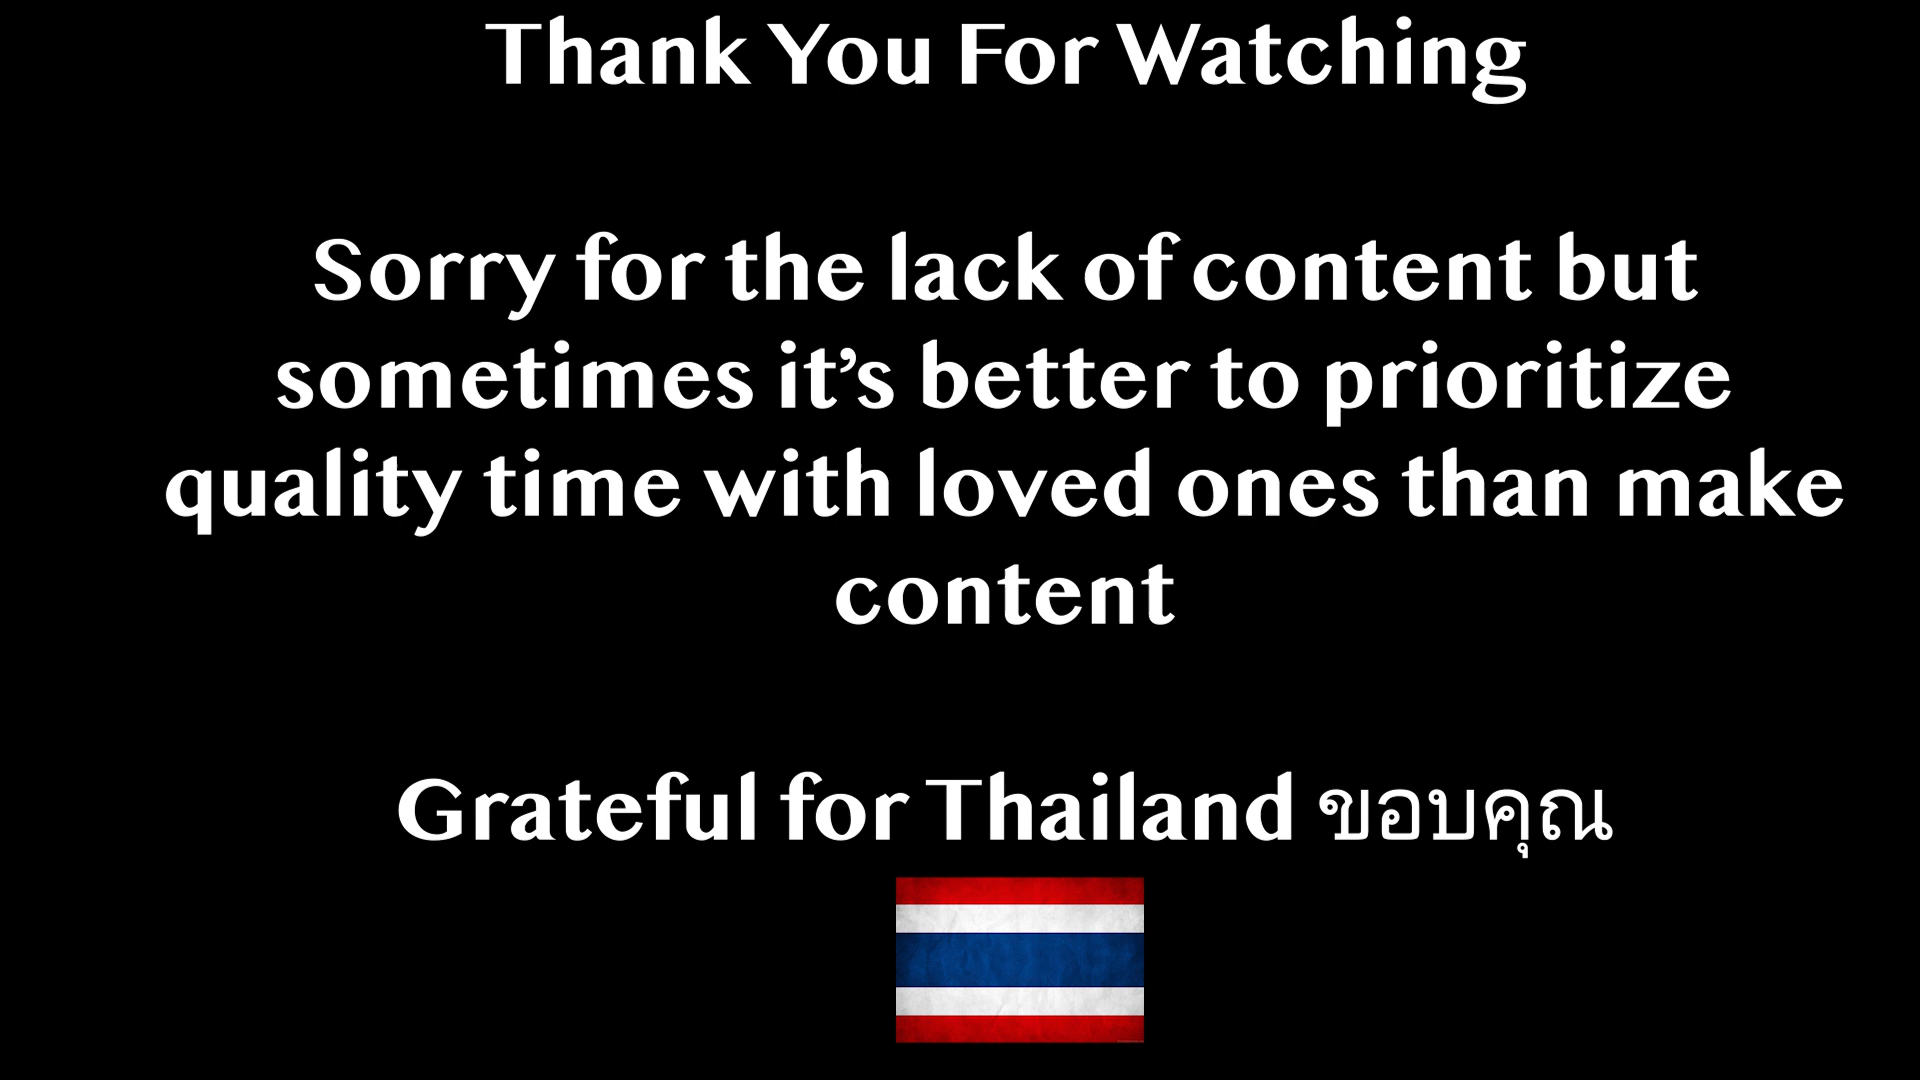 Thank You For Watching
Sorry for the lack of content but
sometimes it’s better to prioritize
quality time with loved ones than make
content
Grateful for Thailand ขอบคุณ